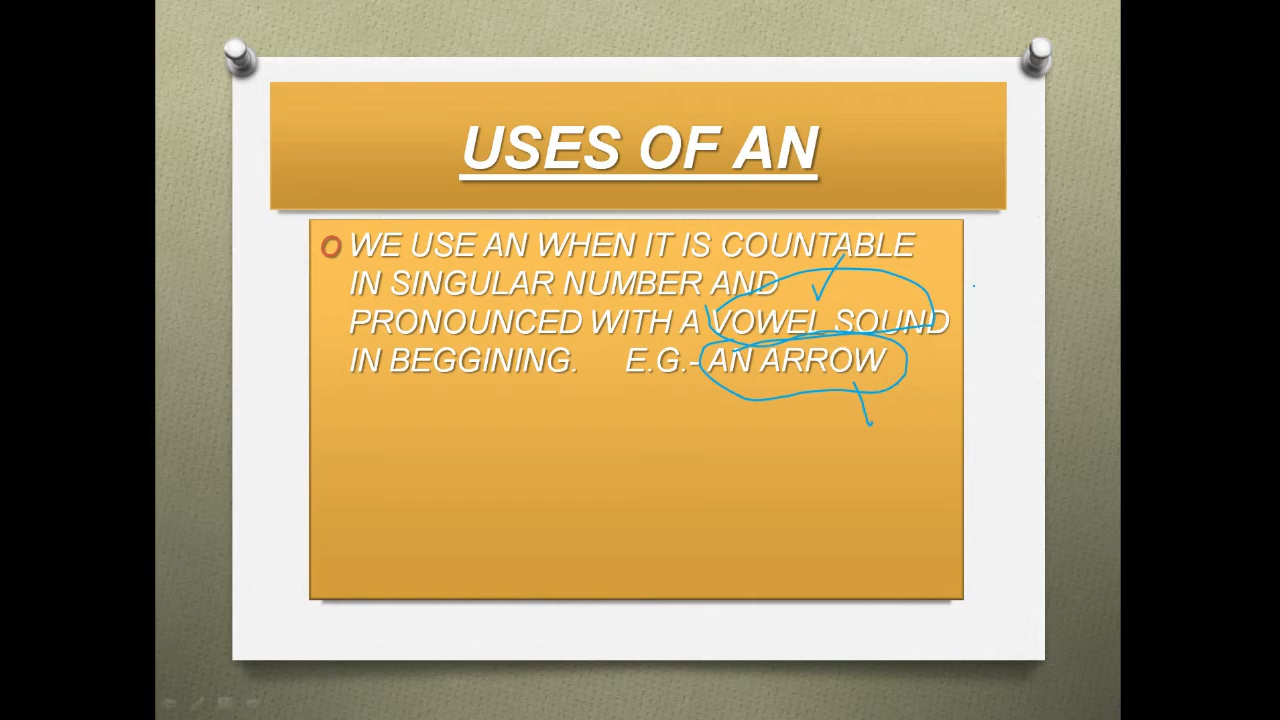 USES OF AN
WE USE AN WHEN IT IS COUNTABLE
IN SINGULAR NUMBER AND
PRONOUNCED WITH A VOWEL SOUND
IN BEGGINING. E.G.- AN ARROW